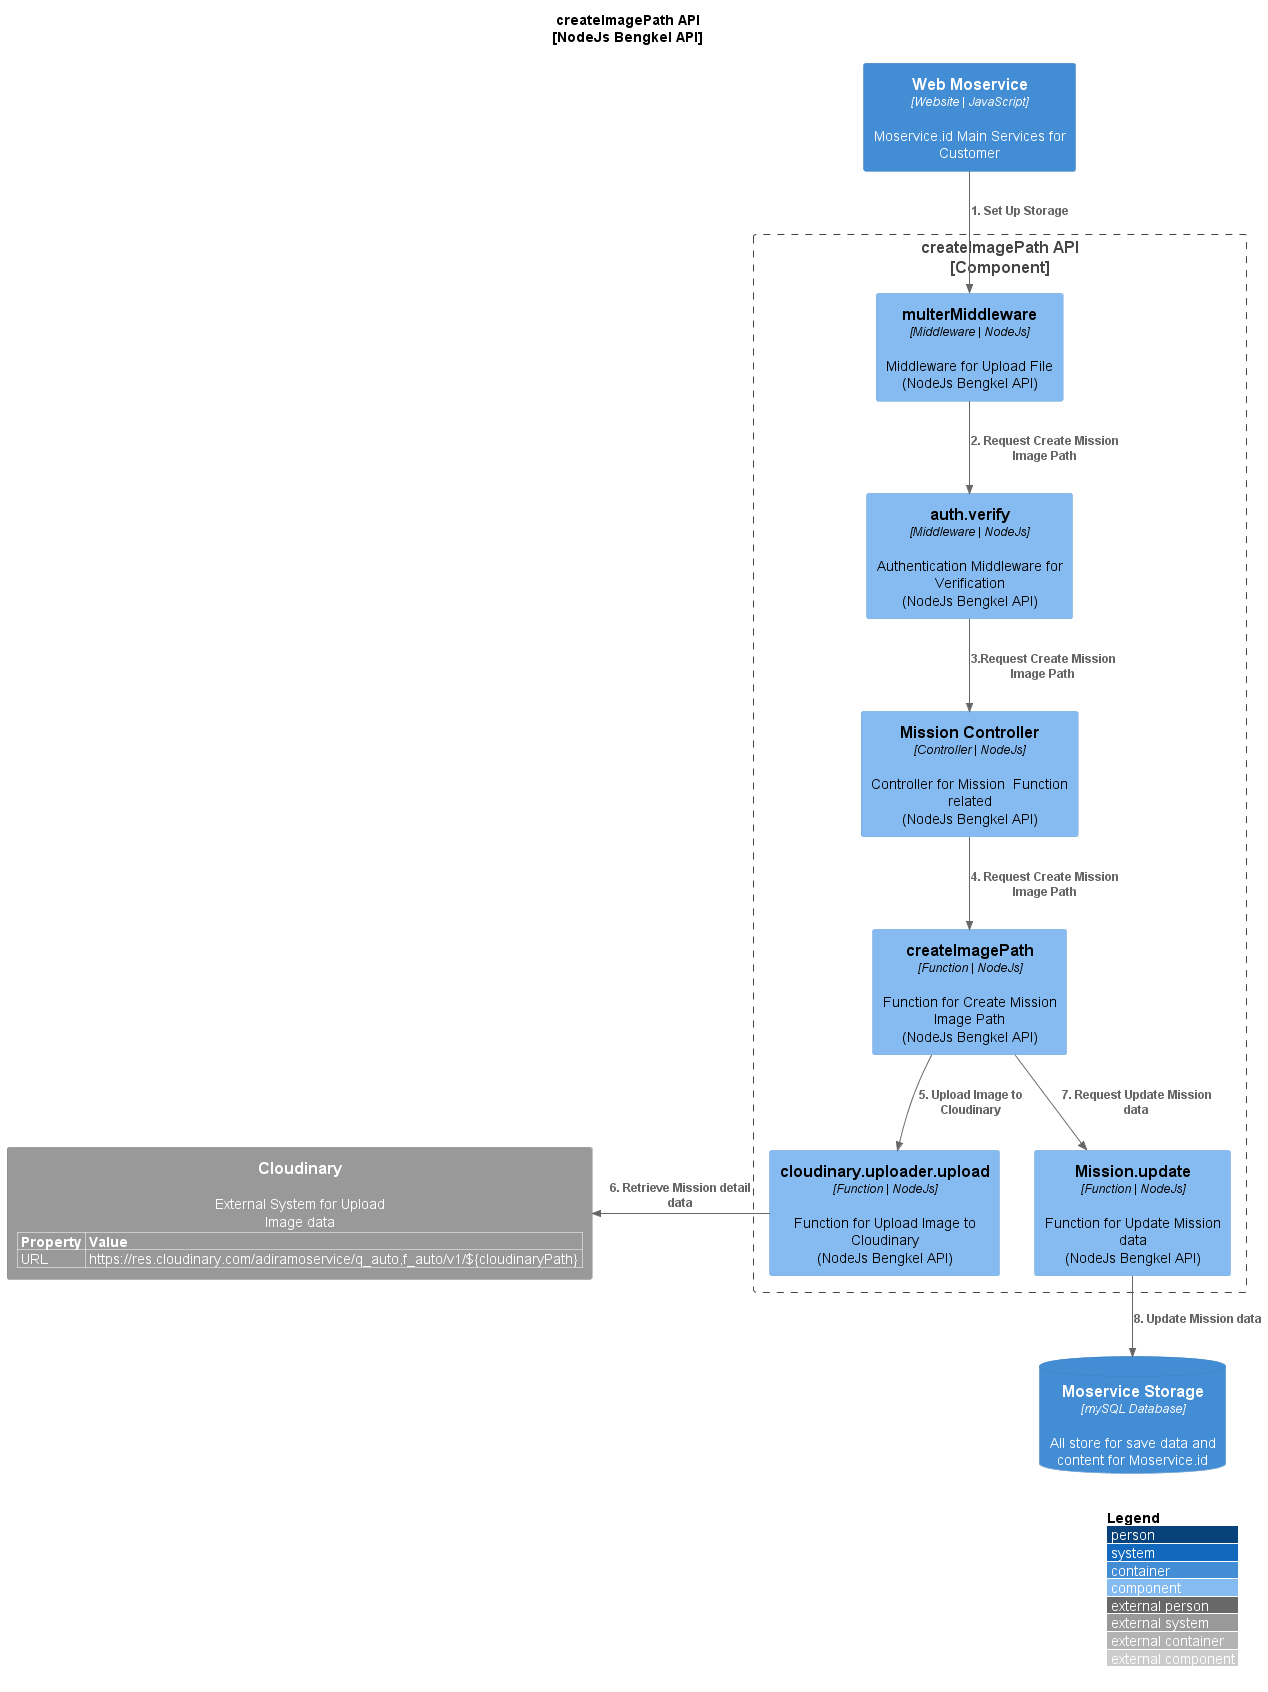 createImagePath API
[NodeJs Bengkel API]
Web Moservice
[Website | JavaScript]
Moservice.id Main Services for
Customer
1. Set Up Storage
createImagePath API
[Component]
multerMiddleware
[Middleware | NodeJs]
Middleware for Upload File
(NodeJs Bengkel API)
2. Request Create Mission
Image Path
auth.verify
[Middleware | NodeJs]
Authentication Middleware for
Verification
(NodeJs Bengkel API)
3.Request Create Mission
Image Path
Mission Controller
[Controller | NodeJs]
Controller for Mission  Function
related
(NodeJs Bengkel API)
4. Request Create Mission
Image Path
createImagePath
[Function | NodeJs]
Function for Create Mission
Image Path
(NodeJs Bengkel API)
5. Upload Image to
Cloudinary
7. Request Update Mission
data
Cloudinary
External System for Upload
Image data
Property Value
URL https://res.cloudinary.com/adiramoservice/q_auto,f_auto/v1/${cloudinaryPath}
6. Retrieve Mission detail
data
cloudinary.uploader.upload
[Function | NodeJs]
Function for Upload Image to
Cloudinary
(NodeJs Bengkel API)
Mission.update
[Function | NodeJs]
Function for Update Mission
data
(NodeJs Bengkel API)
8. Update Mission data
Moservice Storage
[mySQL Database]
All store for save data and
content for Moservice.id
Legend
person
system
container
component
external person
external system
external container
external component